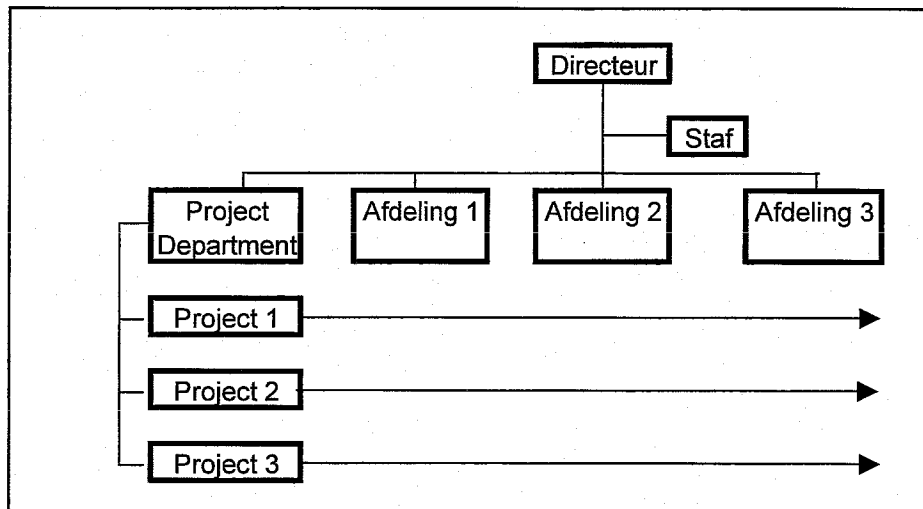 Directeur
Staf
Project
Department
Afdeling 1
Afdeling 2
Afdeling 3
Project 1
Project 2
Project 3